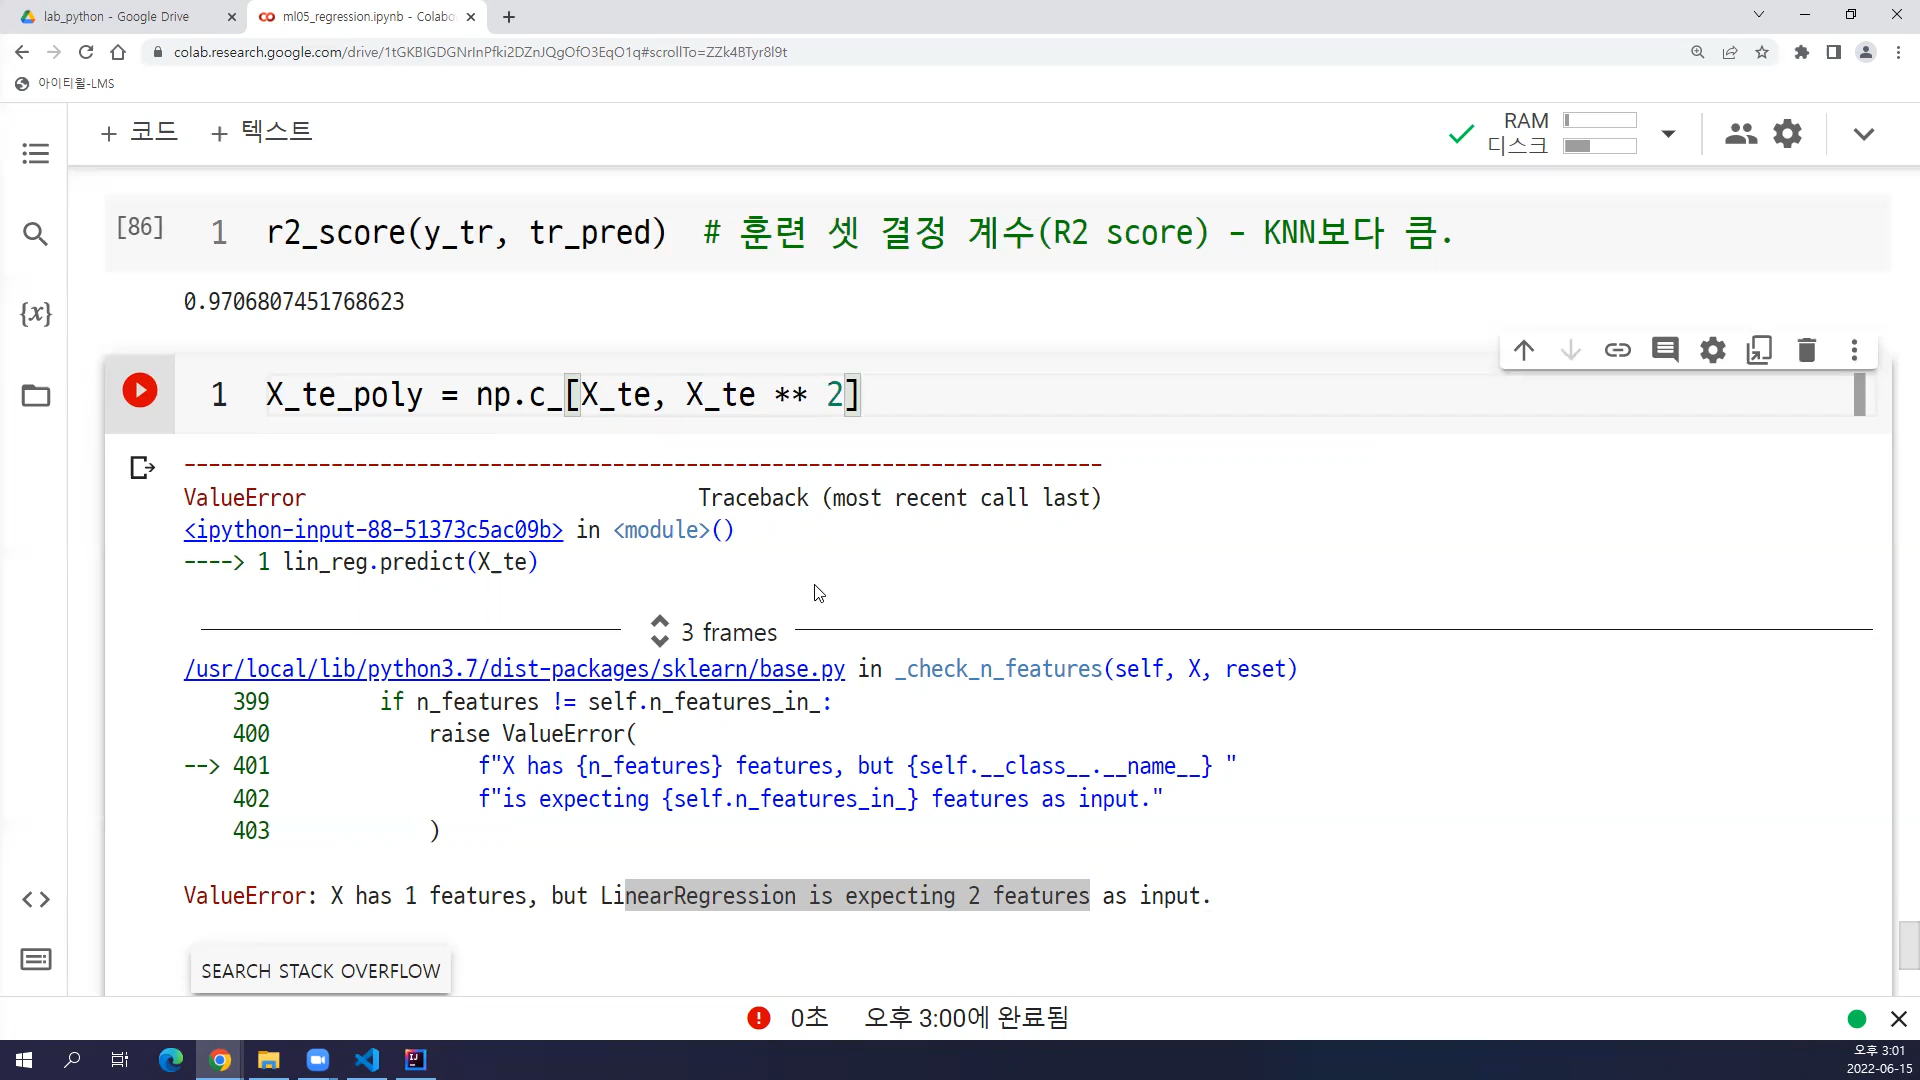 lab_python - Google Drive
ml05_regression.ipynb - Colabo
colab.research.google.com/drive/1tGKBIGDGNrInPfki2DZnJQgOfO3EqO1q#scrollTo=ZZk4BTyr8l9t
아이티윌-LMS
+ 코드 + 텍스트
RAM
디스크
[86] 1 r2_score(y_tr, tr_pred) # 훈련 셋 결정 계수(R2 score) - KNN보다 큼.
0.9706807451768623
{x}
1 X_te_poly = np.c_[X_te, X_te ** 2]
---------------------------------------------------------------------------
ValueError Traceback (most recent call last)
<ipython-input-88-51373c5ac09b> in <module>()
----> 1 lin_reg.predict(X_te)
3 frames
/usr/local/lib/python3.7/dist-packages/sklearn/base.py in _check_n_features(self, X, reset)
399 if n_features != self.n_features_in_:
400 raise ValueError(
--> 401 f"X has {n_features} features, but {self.__class__.__name__} "
402 f"is expecting {self.n_features_in_} features as input."
403 )
ValueError: X has 1 features, but LinearRegression is expecting 2 features as input.
SEARCH STACK OVERFLOW
0초 오후 3:00에 완료됨
오후 3:01
2022-06-15